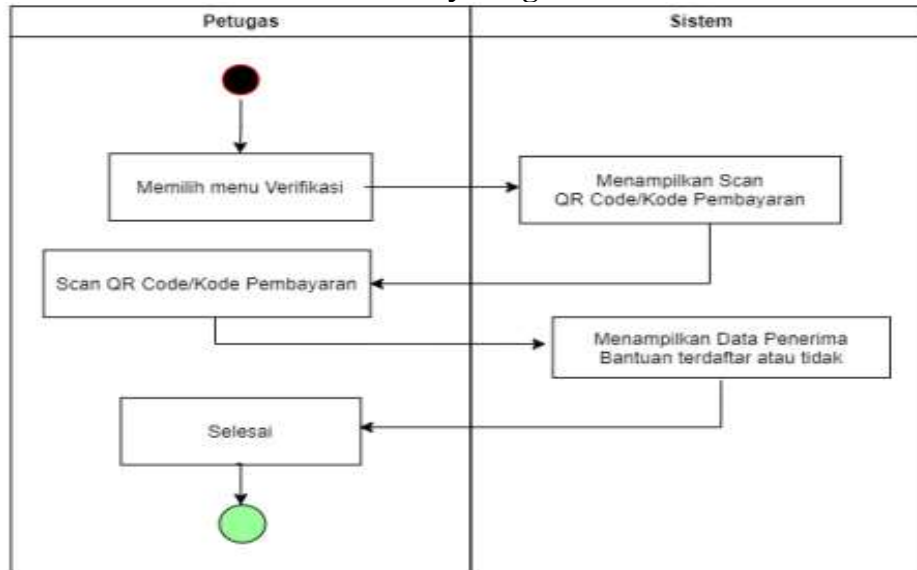 Petugas
Sistem
Memilih menu Verifikasi
Menampilkan Scan
QR Code/Kode Pembayaran
Scan QR Code/Kode Pembayaran
Menampilkan Data Penerima
Bantuan terdaftar atau tidak
Selesai